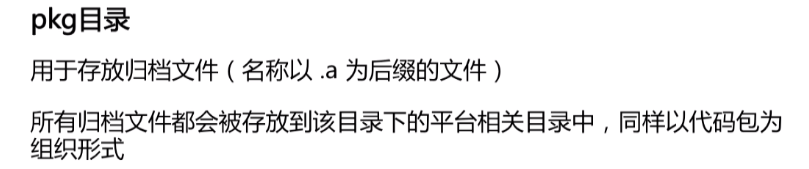 pkg目录
用于存放归档文件（名称以 .a 为后缀的文件）
所有归档文件都会被存放到该目录下的平台相关目录中，同样以代码包为
组织形式